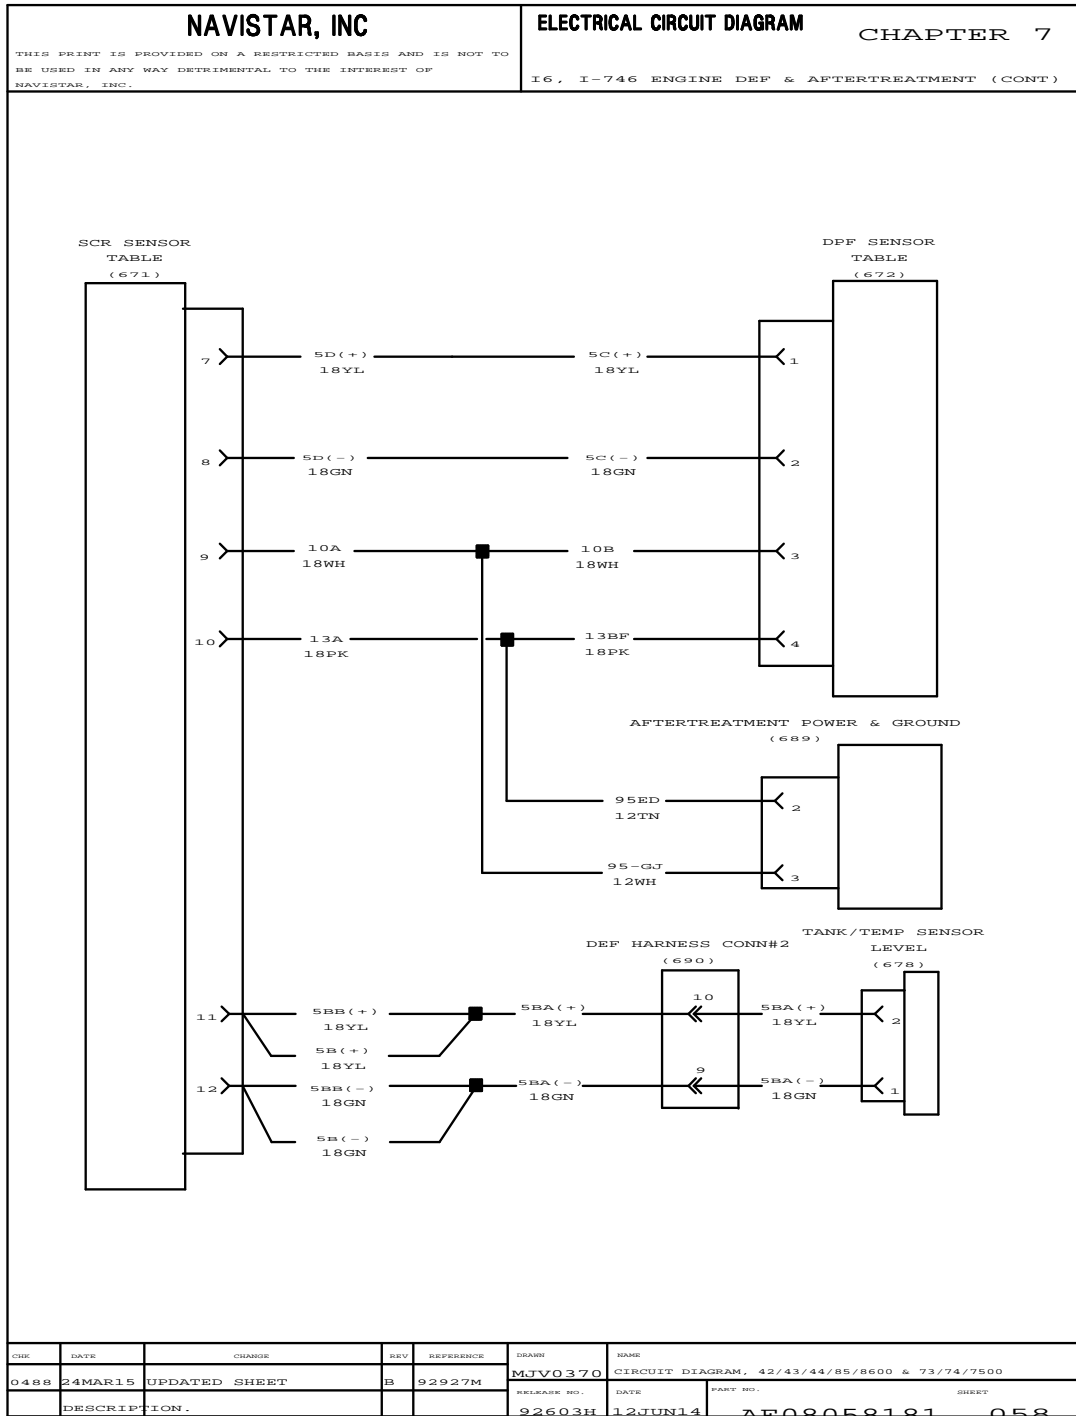 NAVISTAR, INC
THIS PRINT IS PROVIDED ON A RESTRICTED BASIS AND IS NOT TO
BE USED IN ANY WAY DETRIMENTAL TO THE INTEREST OF
NAVISTAR, INC.
ELECTRICAL CIRCUIT DIAGRAM
CHAPTER 7
I6, I-746 ENGINE DEF & AFTERTREATMENT (CONT)
SCR SENSOR
TABLE
(671)
DPF SENSOR
TABLE
(672)
7
5D(+)
18YL
5C(+)
18YL
1
8
5D(-)
18GN
5C(-)
18GN
2
9
10A
18WH
10B
18WH
3
10
13A
18PK
13BF
18PK
4
AFTERTREATMENT POWER & GROUND
(689)
95ED
12TN
2
95-GJ
12WH
3
DEF HARNESS CONN#2
(690)
TANK/TEMP SENSOR
LEVEL
(678)
11
5BB(+)
18YL
5B(+)
18YL
5BA(+)
18YL
10
5BA(+)
18YL
2
12
5BB(-)
18GN
5B(-)
18GN
5BA(-)
18GN
9
5BA(-)
18GN
1
CHK DATE CHANGE REV REFERENCE
0488 24MAR15 UPDATED SHEET B 92927M
DESCRIPTION.
DRAWN
MJV0370
NAME
CIRCUIT DIAGRAM, 42/43/44/85/8600 & 73/74/7500
RELEASE NO.
92603H
DATE
12JUN14
PART NO.
AF08058181
SHEET
058